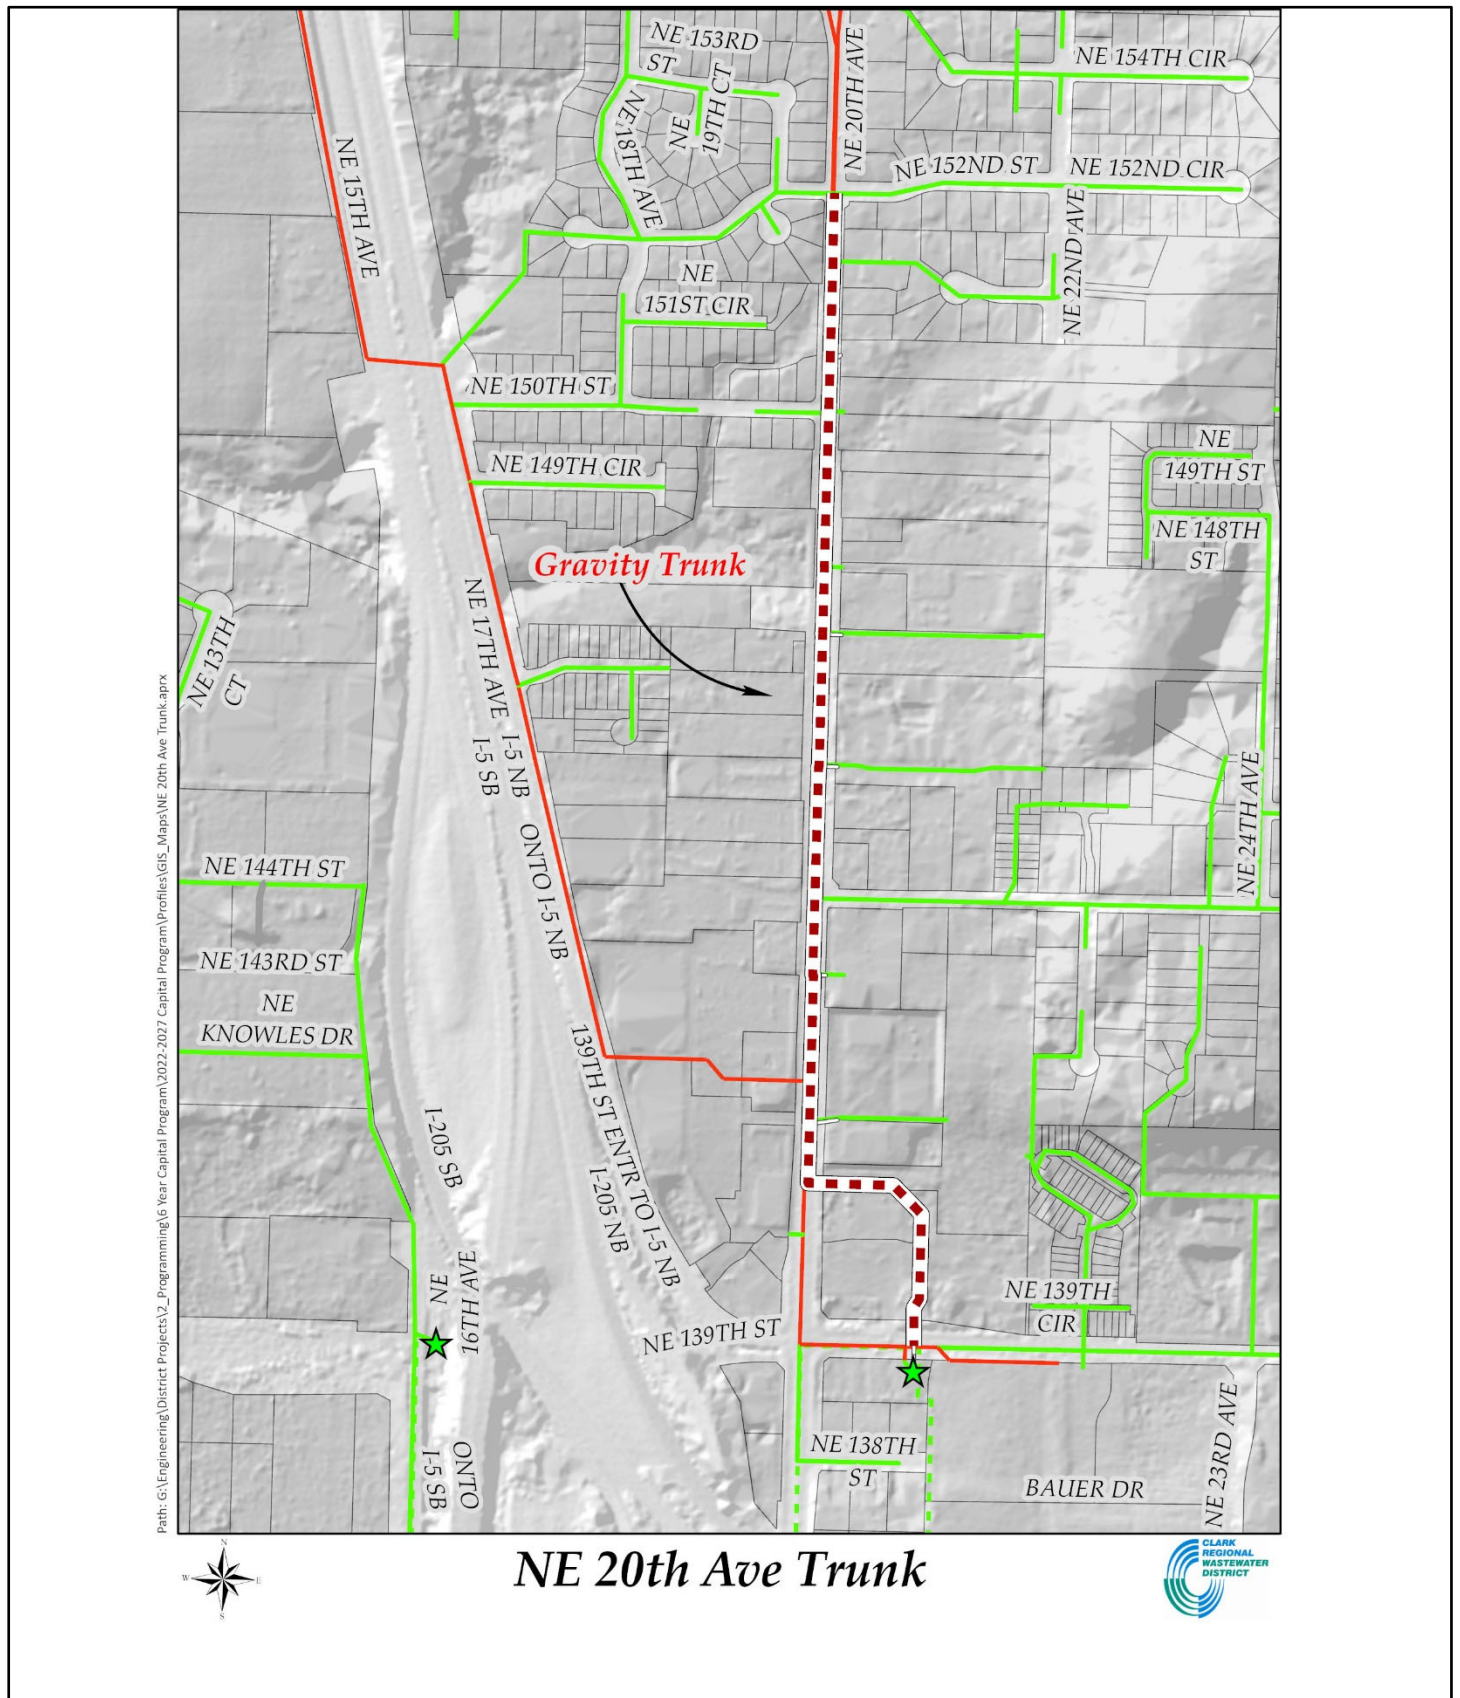 NE 153RD
ST
NE
19TH CT
NE 20TH AVE
NE 154TH CIR
NE 15TH AVE
NE
18TH AVE
NE 152ND ST
NE 152ND CIR
NE 22ND AVE
NE
151ST CIR
NE 150TH ST
NE 149TH CIR
NE
149TH ST
NE 148TH
ST
Gravity Trunk
NE 17TH AVE
NE 13TH
CT
I-5 NB
I-5 SB
ONTO I-5 NB
NE 24TH AVE
NE 144TH ST
NE 143RD ST
NE
KNOWLES DR
139TH ST ENTR TO I-5 NB
I-205 SB
I-205 NB
NE
16TH AVE
NE 139TH ST
NE 139TH
CIR
NE 138TH
ST
ONTO
I-5 SB
BAUER DR
NE 23RD AVE
Path: G:\Engineering\District Projects\2_Programming\6 Year Capital Program\2022-2027 Capital Program\Profiles\GIS_Maps\NE 20th Ave Trunk.aprx
N
W
E
S
NE 20th Ave Trunk
CLARK
REGIONAL
WASTEWATER
DISTRICT